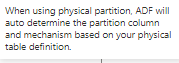 When using physical partition, ADF will
auto determine the partition column
and mechanism based on your physical
table definition.